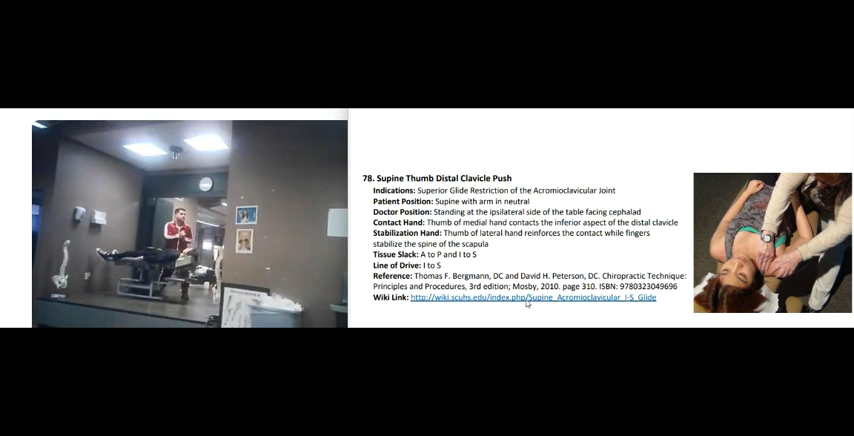 78. Supine Thumb Distal Clavicle Push
Indications: Superior Glide Restriction of the Acromioclavicular Joint
Patient Position: Supine with arm in neutral
Doctor Position: Standing at the ipsilateral side of the table facing cephalad
Contact Hand: Thumb of medial hand contacts the inferior aspect of the distal clavicle
Stabilization Hand: Thumb of lateral hand reinforces the contact while fingers
stabilize the spine of the scapula
Tissue Slack: A to P and I to S
Line of Drive: I to S
Reference: Thomas F. Bergmann, DC and David H. Peterson, DC. Chiropractic Technique:
Principles and Procedures, 3rd edition; Mosby, 2010. page 310. ISBN: 9780323049696
Wiki Link: http://wiki.scuhs.edu/index.php/Supine_Acromioclavicular_I-S_Glide